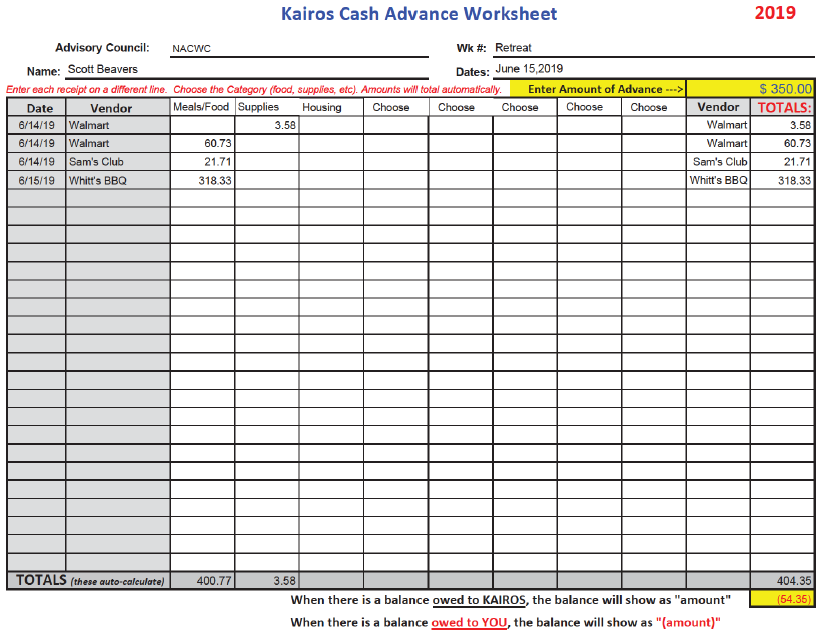 Kairos Cash Advance Worksheet 2019
Advisory Council: NACWC Wk #: Retreat
Name: Scott Beavers Dates: June 15,2019
Enter each receipt on a different line. Choose the Category (food, supplies, etc). Amounts will total automatically. Enter Amount of Advance ---> $ 350.00
Date Vendor Meals/Food Supplies Housing Choose Choose Choose Choose Choose Vendor TOTALS:
6/14/19 Walmart 3.58 Walmart 3.58
6/14/19 Walmart 60.73 Walmart 60.73
6/14/19 Sam's Club 21.71 Sam's Club 21.71
6/15/19 Whitt's BBQ 318.33 Whitt's BBQ 318.33
TOTALS (these auto-calculate) 400.77 3.58 404.35
When there is a balance owed to KAIROS, the balance will show as "amount" (54.35)
When there is a balance owed to YOU, the balance will show as "(amount)"